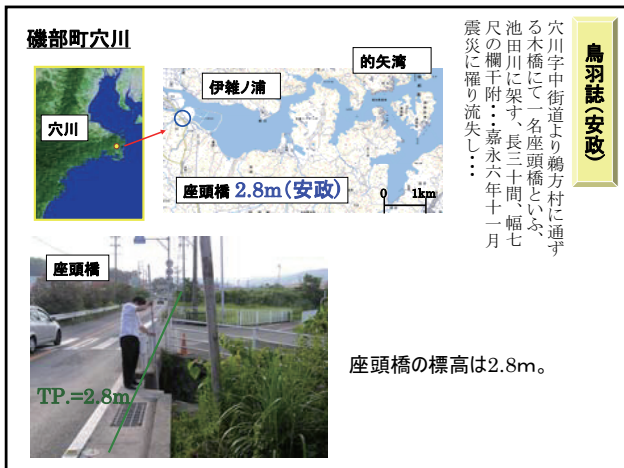 磯部町穴川
鳥羽誌(安政)
穴川字中街道より鵜方村に通ず
る木橋にて一名座頭橋といふ、
池田川に架す、長三十間、幅七
尺の欄干附・・・嘉永六年十一月
震災に罹り流失し・・・
穴川
伊雑ノ浦
的矢湾
座頭橋 2.8m(安政)
0 1km
座頭橋
TP.=2.8m
座頭橋の標高は2.8m。